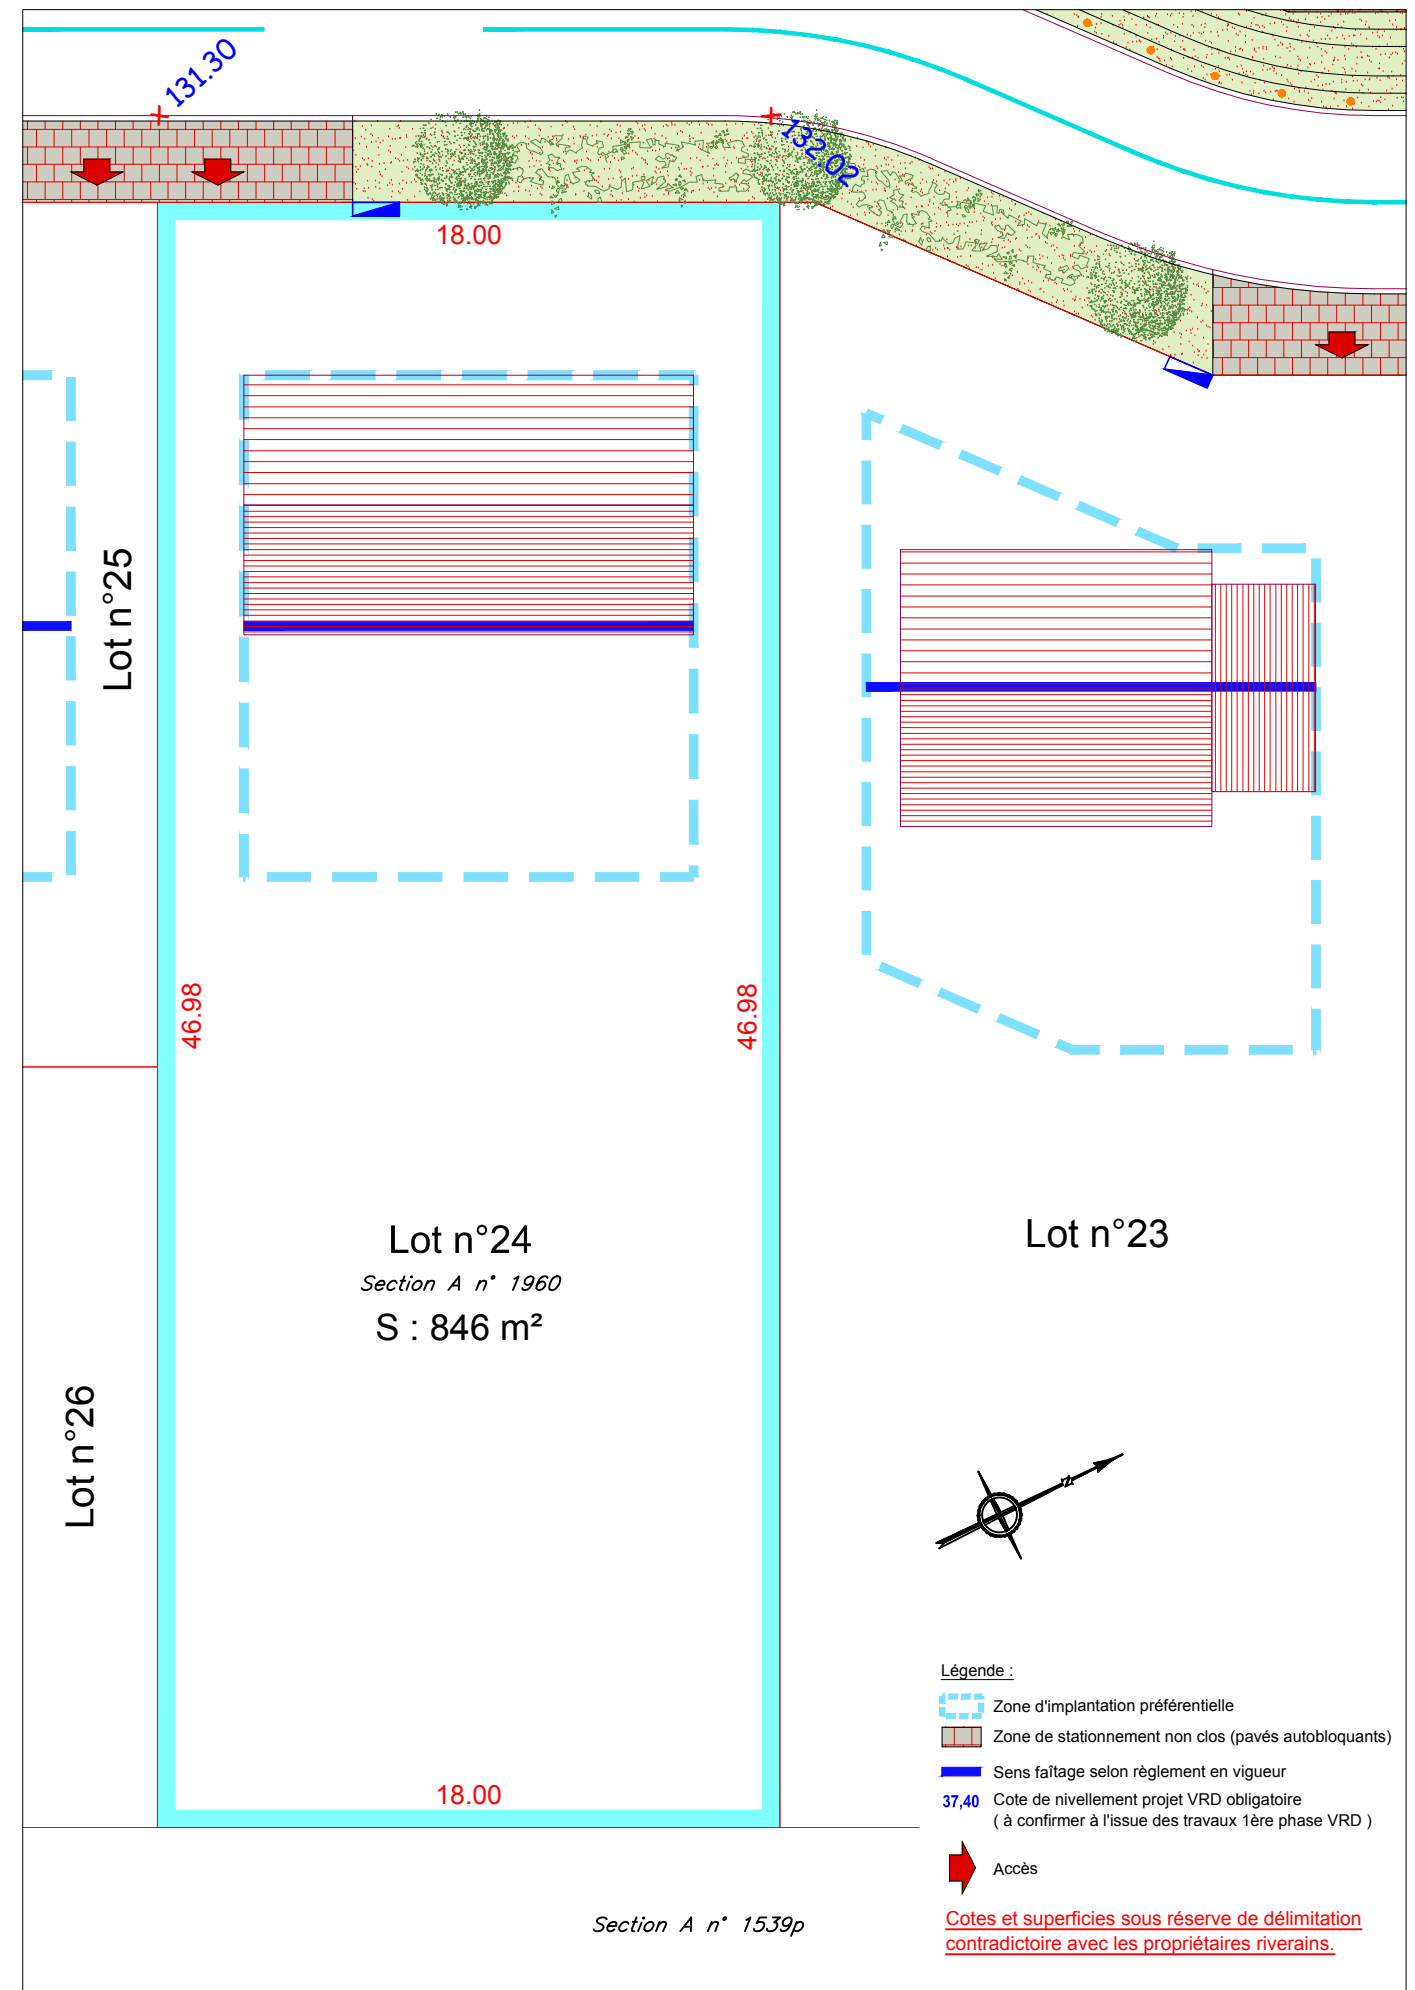 131.30
132.02
18.00
Lot n°25
46.98
46.98
Lot n°24
Section A n° 1960
S : 846 m²
Lot n°23
Lot n°26
N
18.00
Légende :
Zone d'implantation préférentielle
Zone de stationnement non clos (pavés autobloquants)
Sens faîtage selon règlement en vigueur
37,40 Cote de nivellement projet VRD obligatoire
( à confirmer à l'issue des travaux 1ère phase VRD )
Accès
Cotes et superficies sous réserve de délimitation
contradictoire avec les propriétaires riverains.
Section A n° 1539p